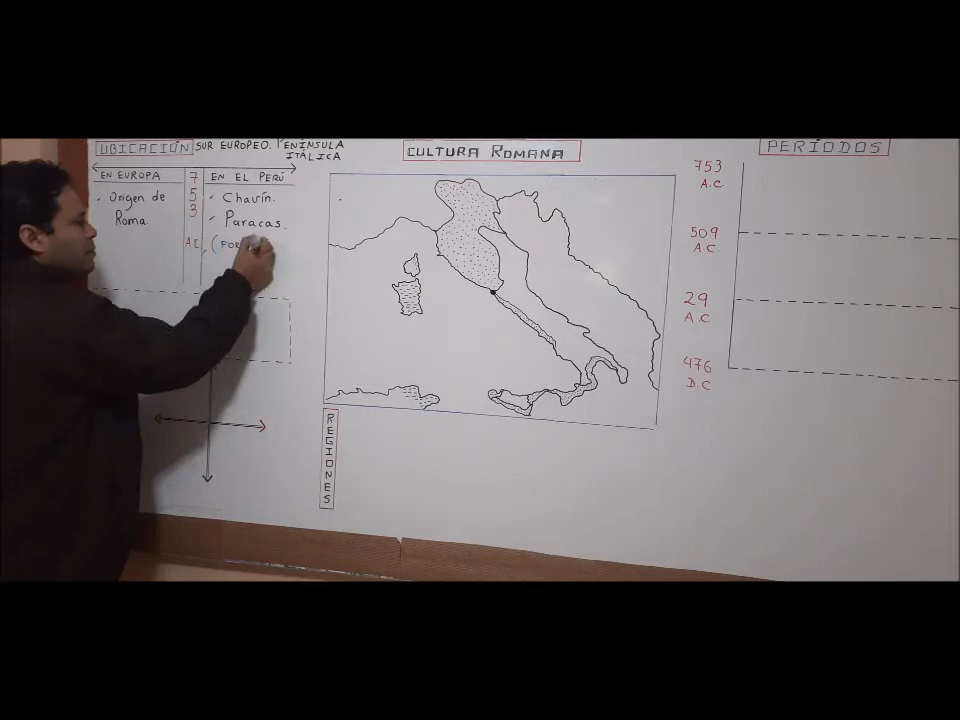 UBICACIÓN SUR EUROPEO. PENÍNSULA
ITÁLICA
EN EUROPA
Origen de
Roma.
7
5
3
A.C
EN EL PERÚ
Chavín.
Paracas.
CULTURA ROMANA
REGIONES
PERÍODOS
753
A.C
509
A.C.
29
A.C
476
D C